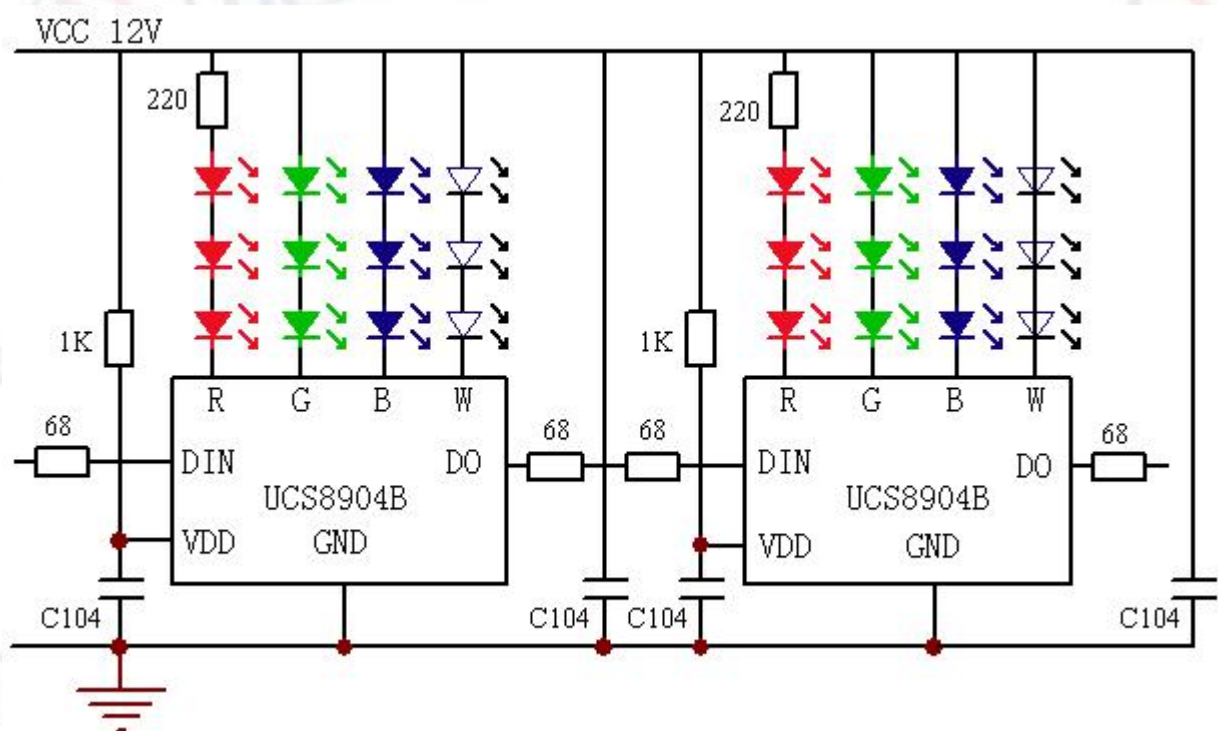 VCC 12V
220
220
1K
1K
R G B W
R G B W
68
68
68
68
DIN
DO
DIN
DO
UCS8904B
UCS8904B
VDD
GND
VDD
GND
C104
C104
C104
C104